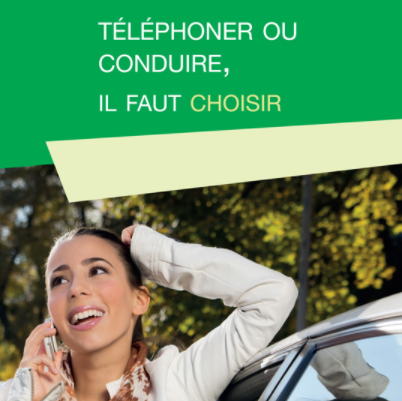 TÉLÉPHONER OU
CONDUIRE,
IL FAUT CHOISIR